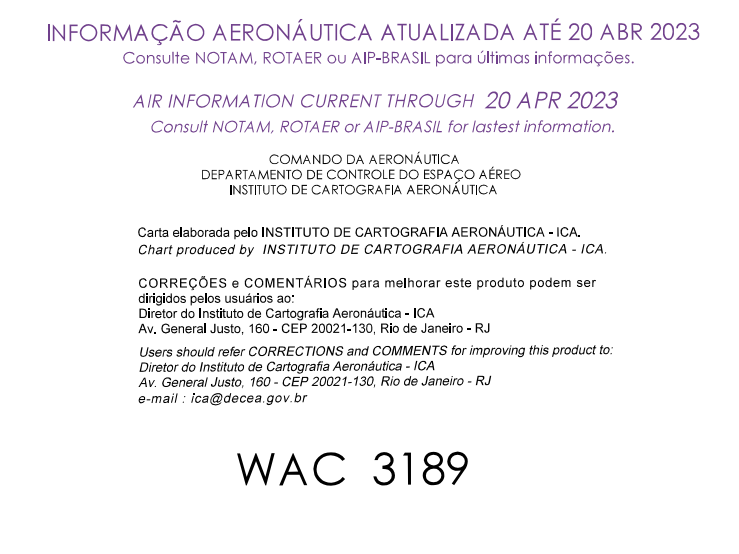 INFORMAÇÃO AERONÁUTICA ATUALIZADA ATÉ 20 ABR 2023
Consulte NOTAM, ROTAER ou AIP-BRASIL para últimas informações.
AIR INFORMATION CURRENT THROUGH 20 APR 2023
Consult NOTAM, ROTAER or AIP-BRASIL for lastest information.
COMANDO DA AERONÁUTICA
DEPARTAMENTO DE CONTROLE DO ESPAÇO AÉREO
INSTITUTO DE CARTOGRAFIA AERONÁUTICA
Carta elaborada pelo INSTITUTO DE CARTOGRAFIA AERONÁUTICA - ICA.
Chart produced by INSTITUTO DE CARTOGRAFIA AERONÁUTICA - ICA.
CORREÇÕES e COMENTÁRIOS para melhorar este produto podem ser
dirigidos pelos usuários ao:
Diretor do Instituto de Cartografia Aeronáutica - ICA
Av. General Justo, 160 - CEP 20021-130, Rio de Janeiro - RJ
Users should refer CORRECTIONS and COMMENTS for improving this product to:
Diretor do Instituto de Cartografia Aeronáutica - ICA
Av. General Justo, 160 - CEP 20021-130, Rio de Janeiro - RJ
e-mail : ica@decea.gov.br
WAC 3189